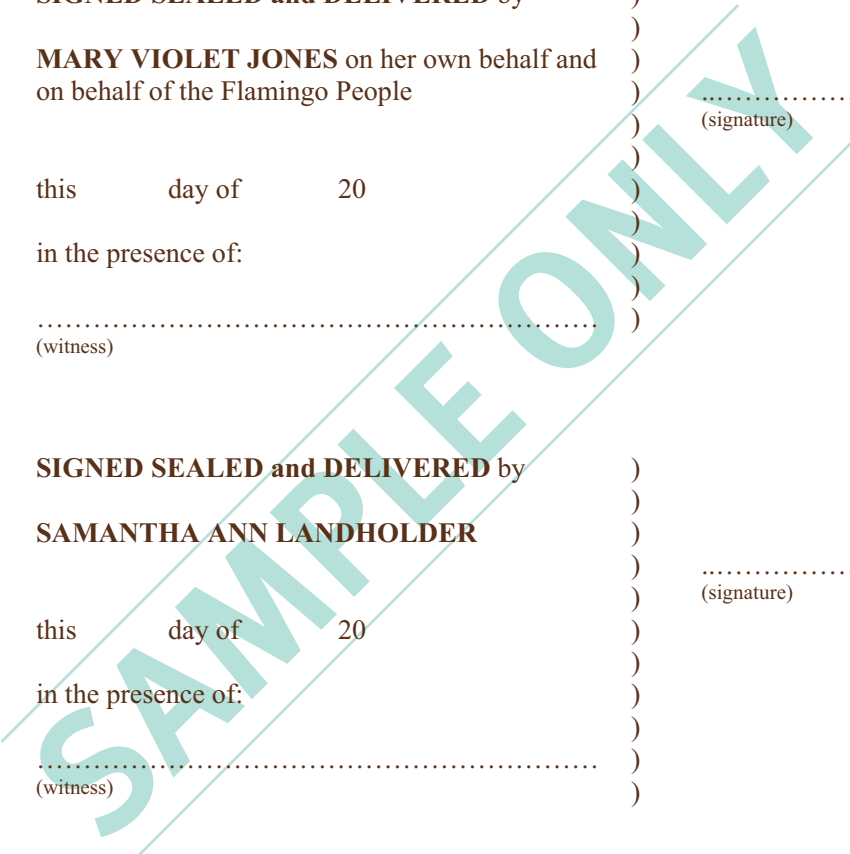 SIGNED SEALED and DELIVERED by )
)
MARY VIOLET JONES on her own behalf and )
on behalf of the Flamingo People ) ..……………
) (signature)
)
this day of 20 )
)
in the presence of: )
)
…………………………………………………… )
(witness)
SIGNED SEALED and DELIVERED by )
)
SAMANTHA ANN LANDHOLDER )
) ..……………
) (signature)
this day of 20 )
)
in the presence of: )
)
…………………………………………………… )
(witness) )
SAMPLE ONLY